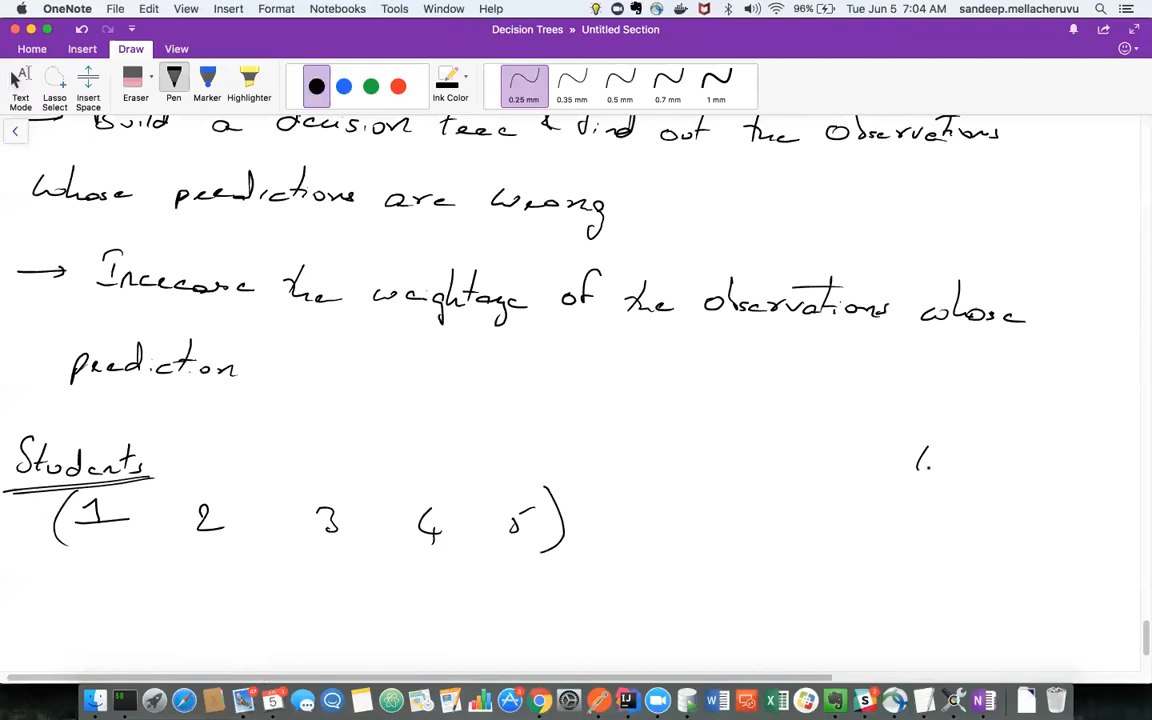 OneNote File Edit View Insert Format Notebooks Tools Window Help 96% Tue Jun 5 7:04 AM sandeep.mellacheruvu
Decision Trees » Untitled Section
Home Insert Draw View
Text Mode Lasso Select Insert Space Eraser Pen Marker Highlighter Ink Color 0.25 mm 0.35 mm 0.5 mm 0.7 mm 1 mm
→ Build a decision tree & find out the observations
whose predictions are wrong
→ Increase the weightage of the observations whose
prediction
Students
(1 2 3 4 5)